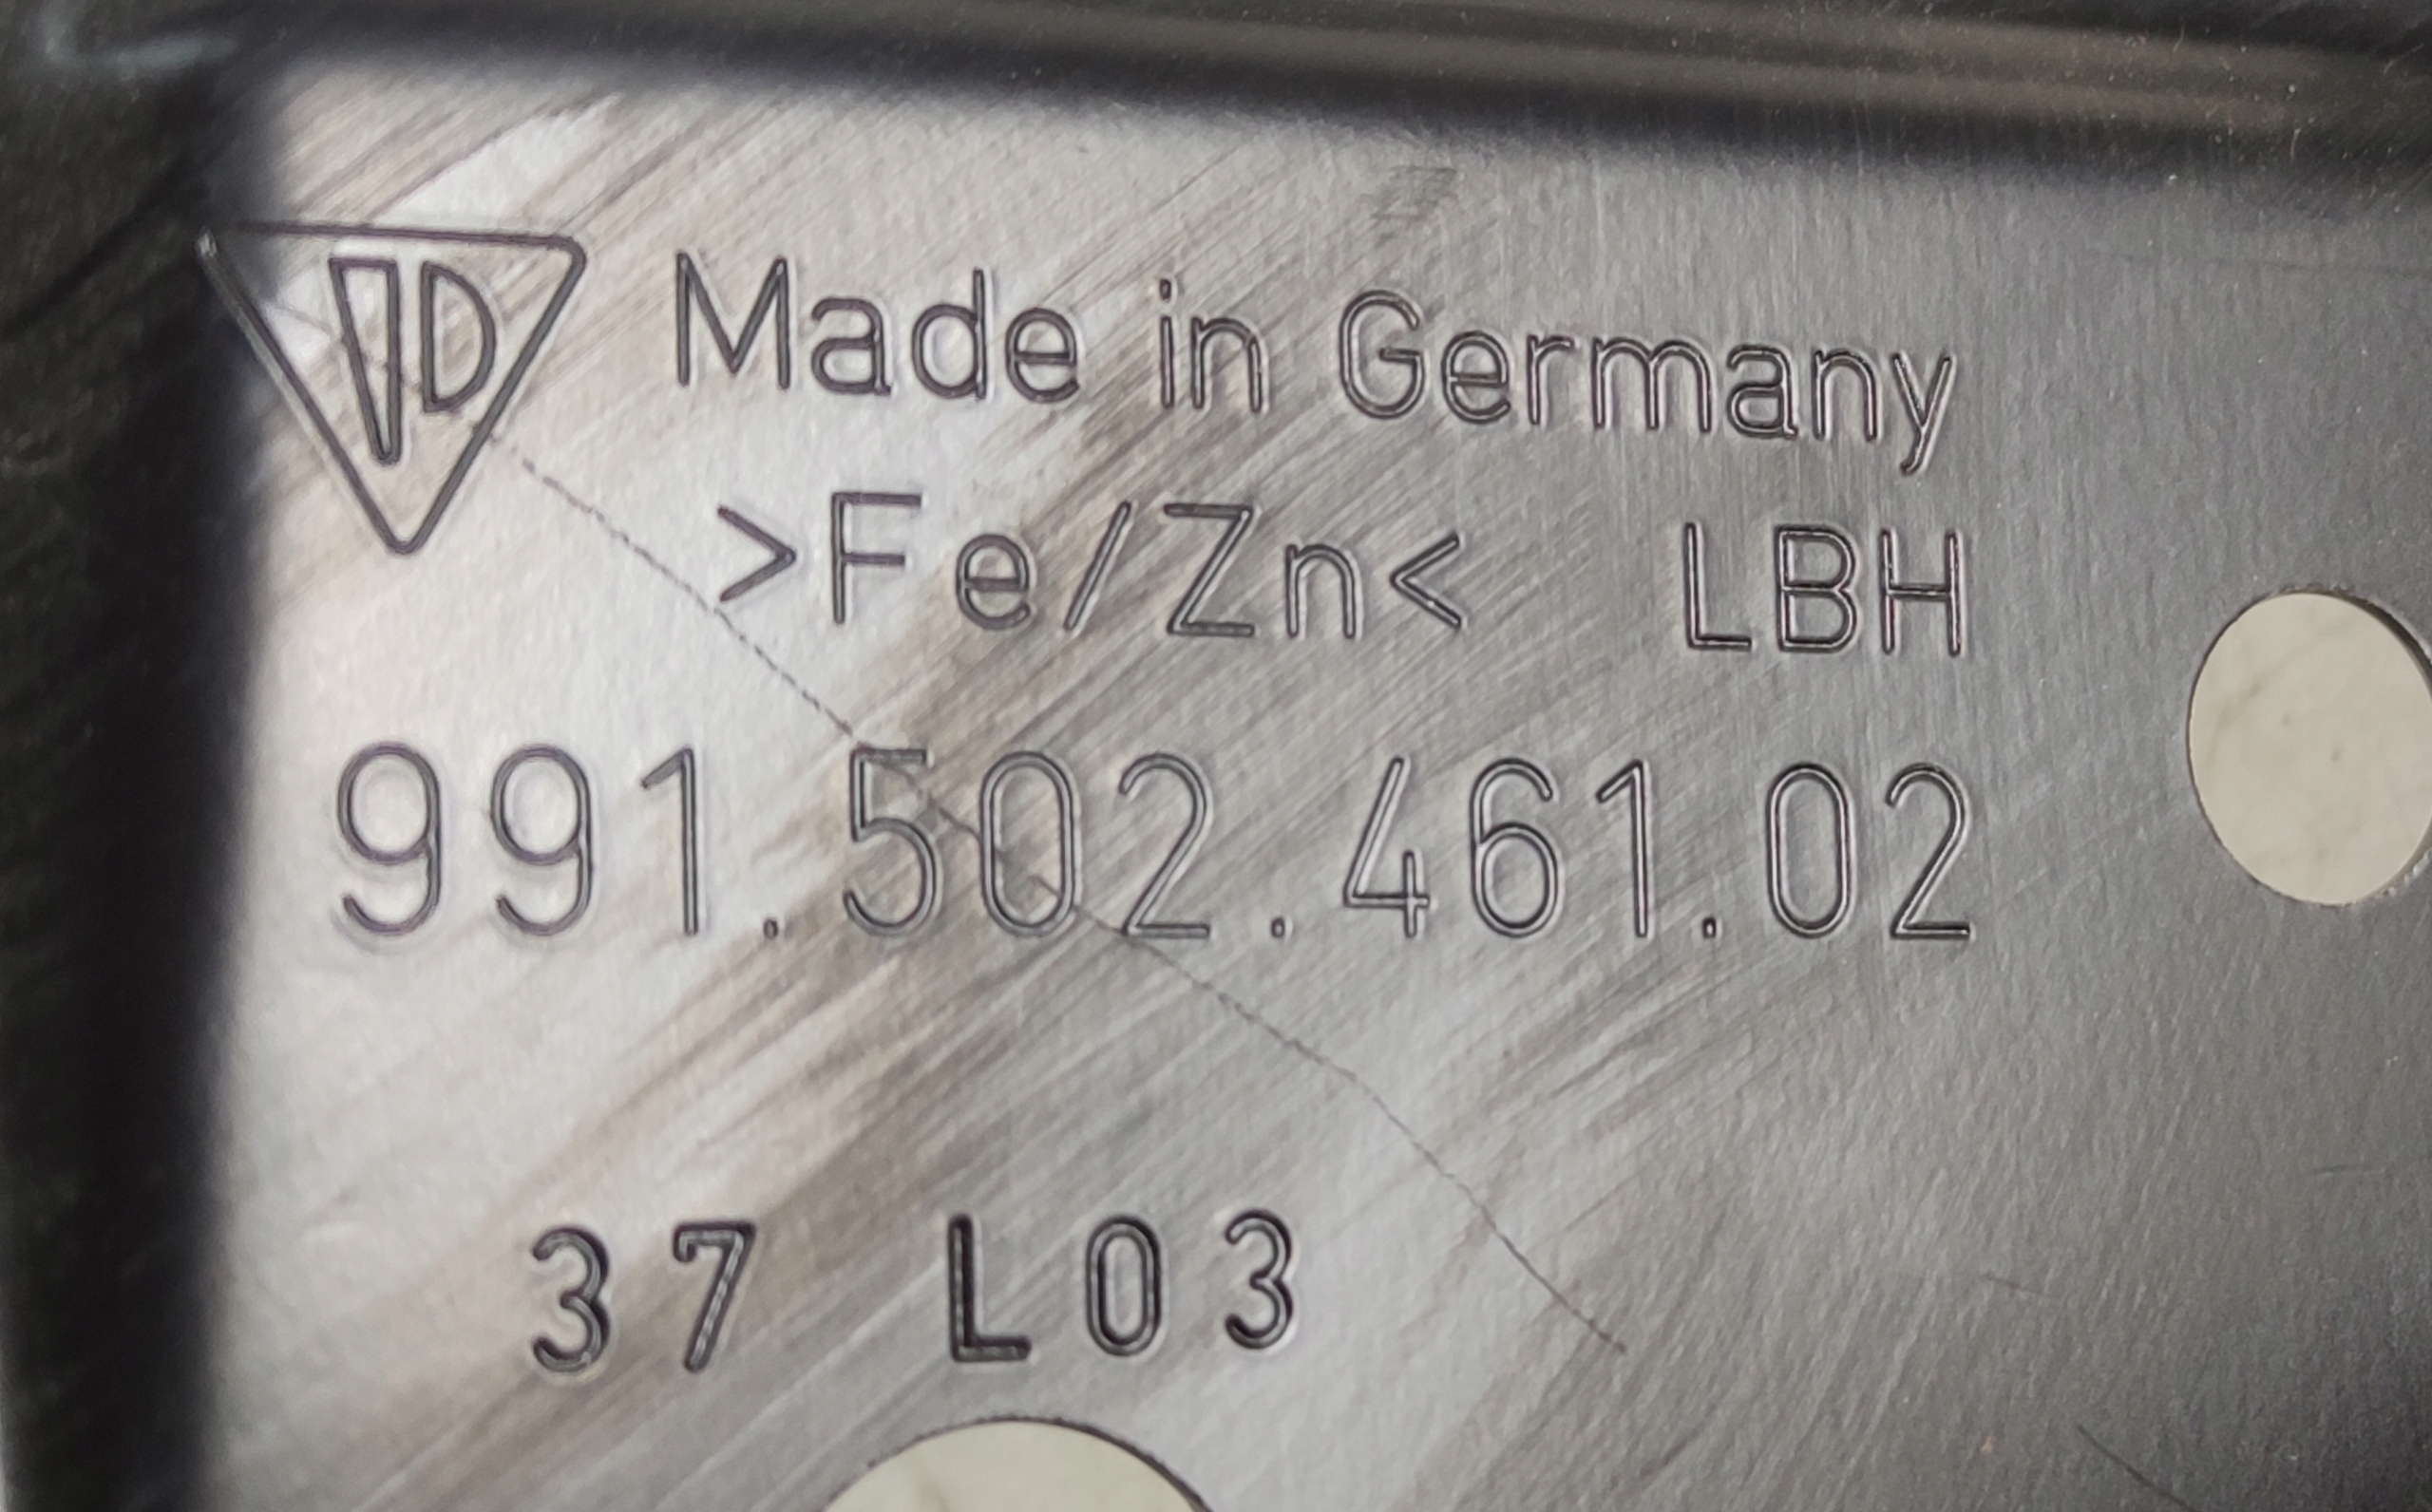 Made in Germany
>Fe/Zn< LBH
991.502.461.02
37 L03